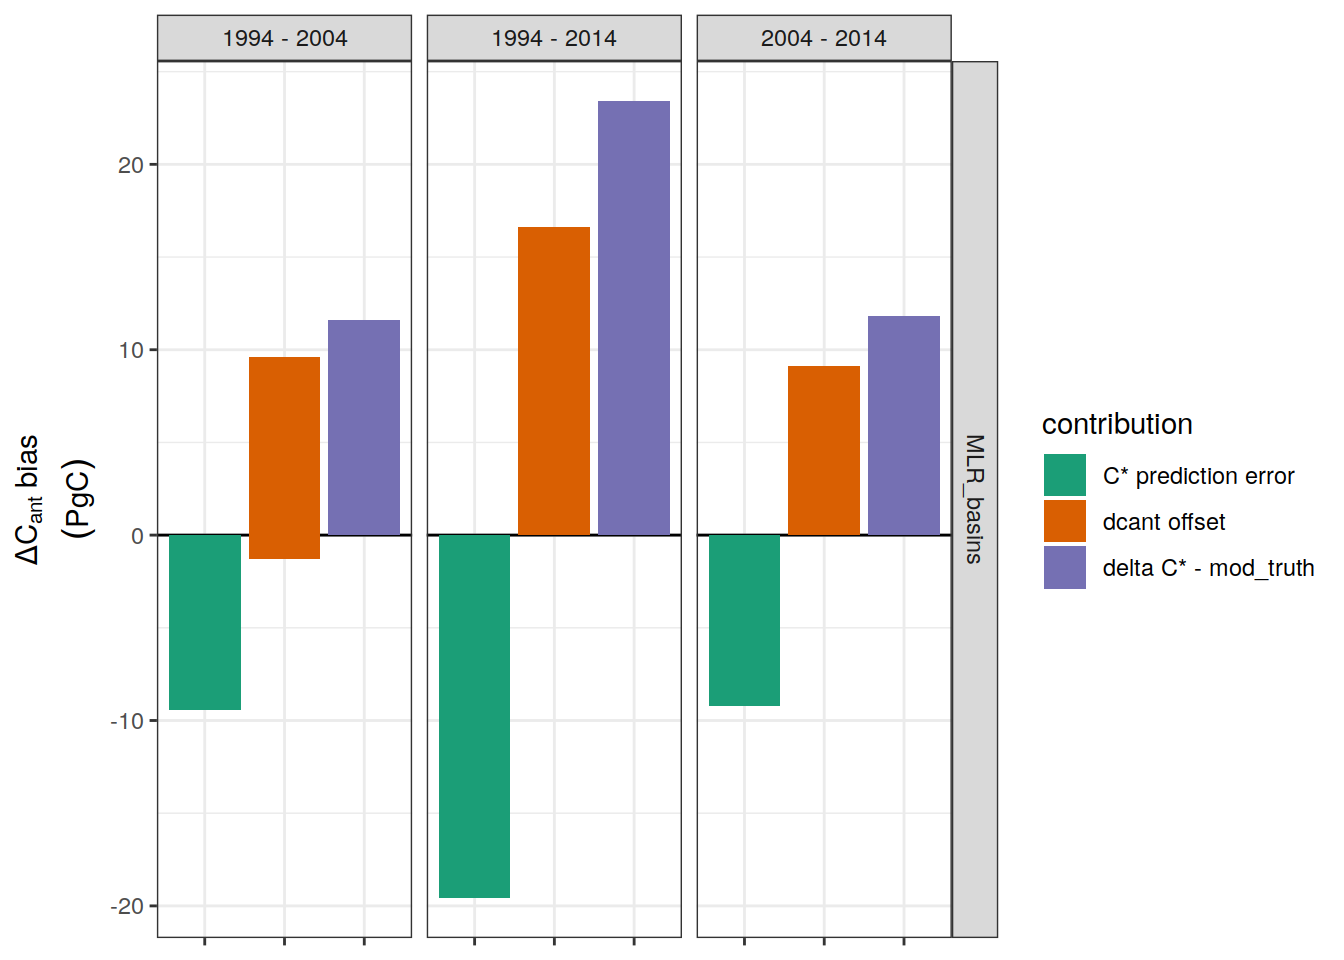 1994 - 2004
1994 - 2014
2004 - 2014
20
10
0
-10
-20
ΔCant bias
(PgC)
MLR_basins
contribution
C* prediction error
dcant offset
delta C* - mod_truth